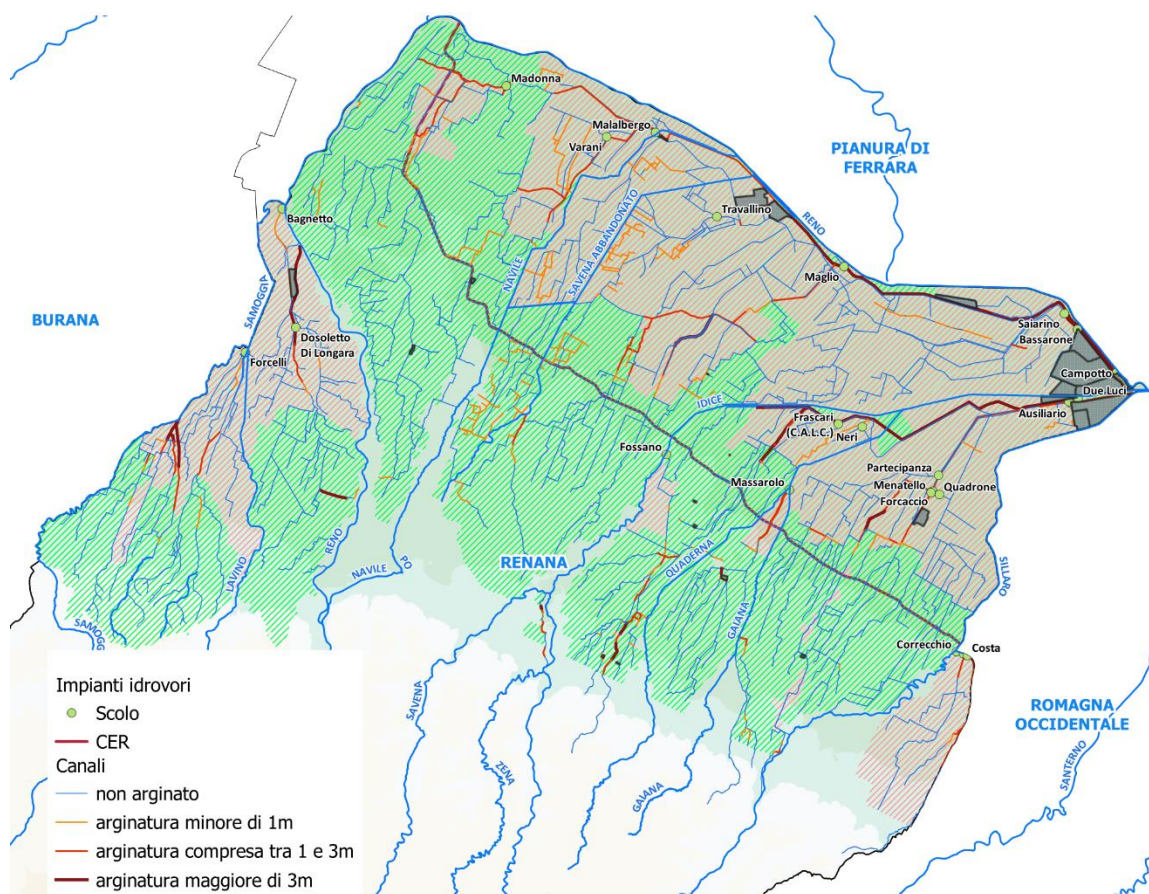 Madonna
Malalbergo
Varani
PIANURA DI
FERRARA
Bagnetto
Travallino
SAVENA ABBANDONATO
NAVILE
RENO
Maglio
SAMOGGIA
BURANA
Dosoletto
Di Longara
Forcelli
Saiarino
Bassarone
Campotto
Due Luci
IDICE
Ausiliario
Frascari
(C.A.L.C.)
Neri
Fossano
Partecipanza
Massarolo
Menatello
Quadrone
Forcaccio
RENANA
QUADERNA
LAVINO
RENO
NAVILE
PO
SILLARO
GAIANA
SAMOGG
Correcchio
Costa
ROMAGNA
OCCIDENTALE
SAVENA
ZENA
GAIANA
SANTERNO
Impianti idrovori
Scolo
CER
Canali
non arginato
arginatura minore di 1m
arginatura compresa tra 1 e 3m
arginatura maggiore di 3m